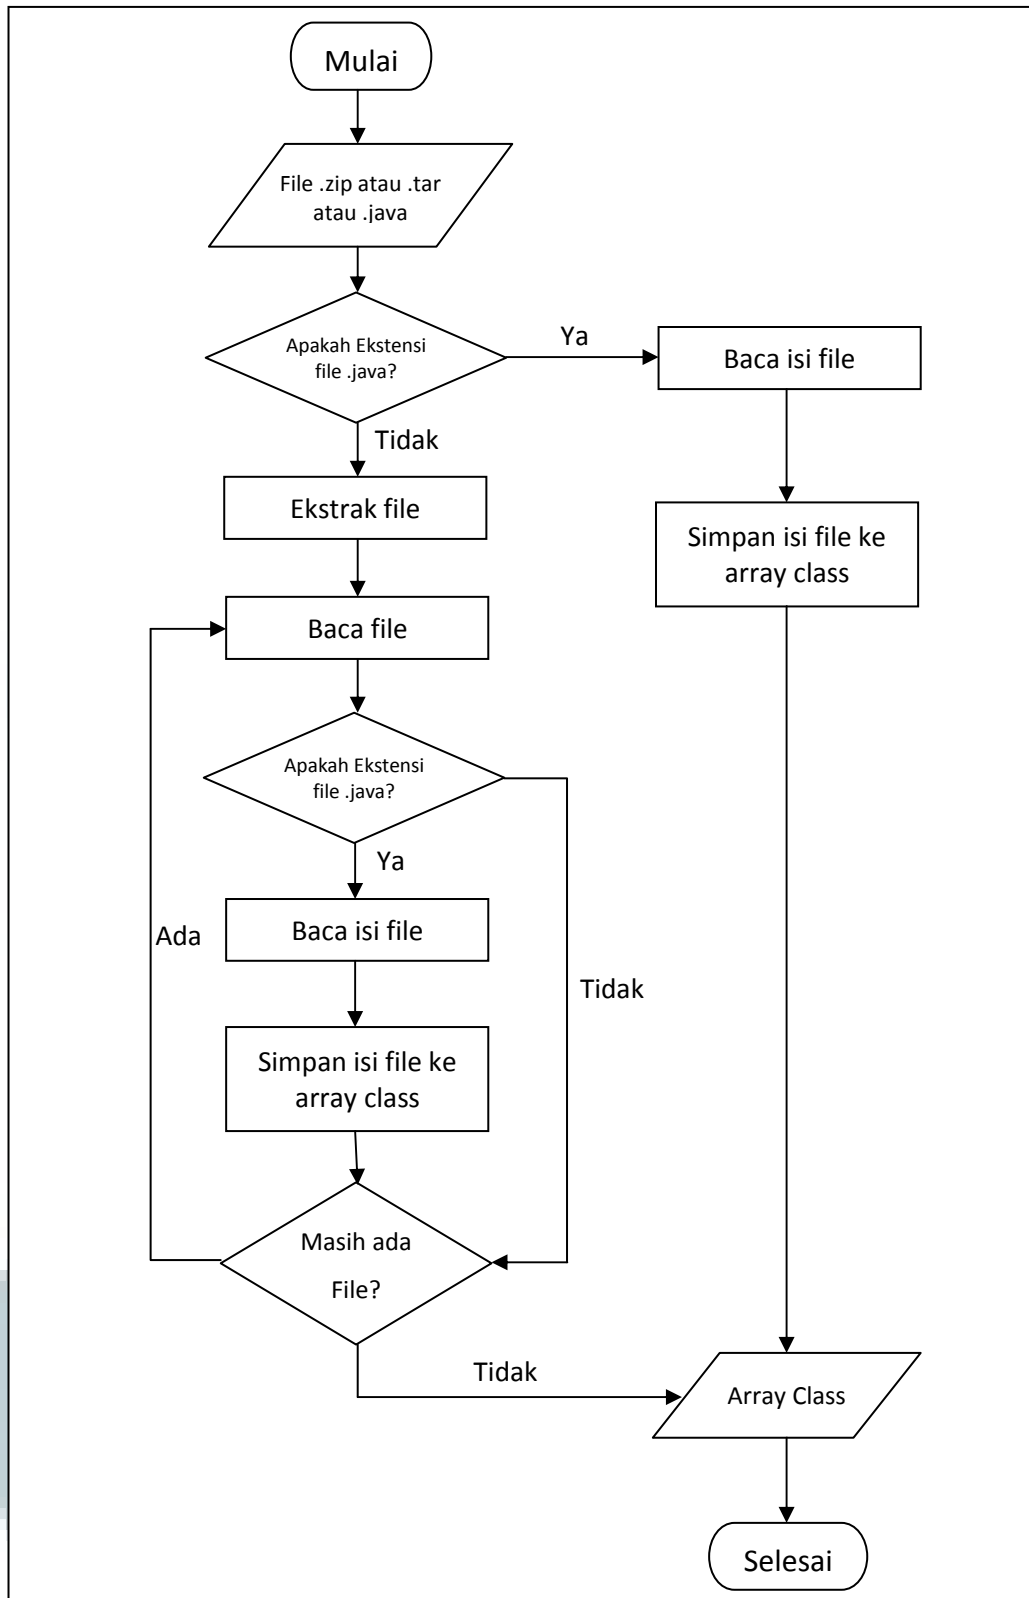 Mulai
File .zip atau .tar
atau .java
Apakah Ekstensi
file .java?
Ya
Baca isi file
Tidak
Ekstrak file
Simpan isi file ke
array class
Baca file
Apakah Ekstensi
file .java?
Ya
Baca isi file
Ada
Tidak
Simpan isi file ke
array class
Masih ada
File?
Tidak
Array Class
Selesai